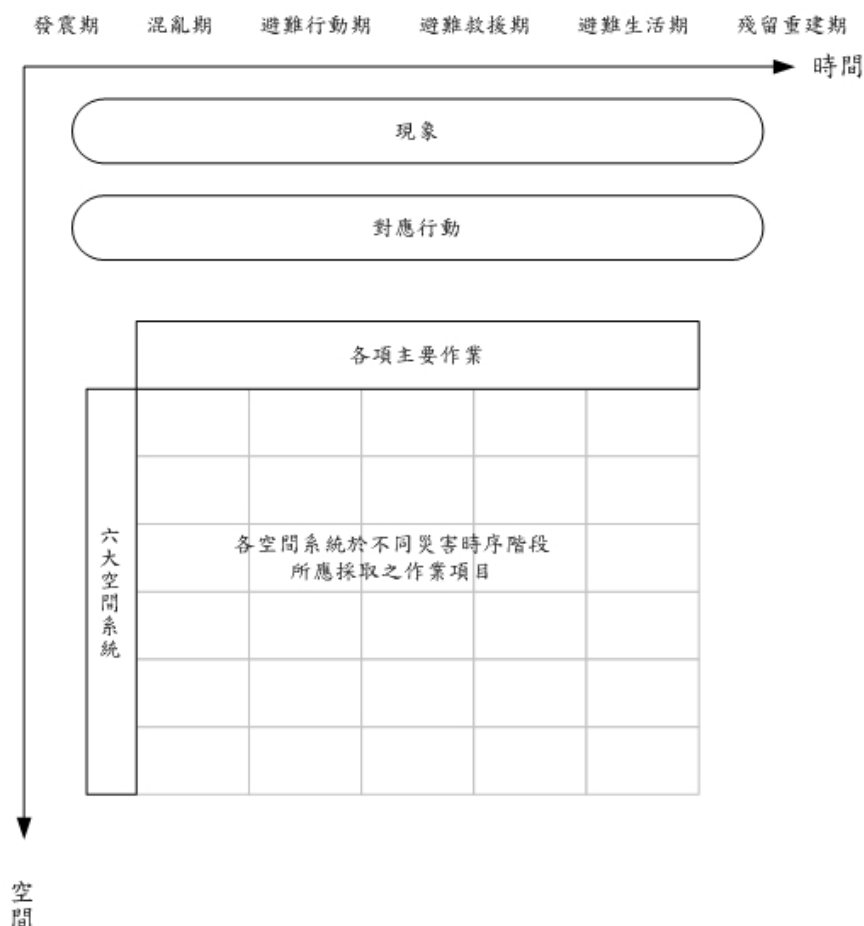 發震期 混亂期 避難行動期 避難救援期 避難生活期 殘留重建期
時間
現象
對應行動
各項主要作業
六大空間系統
各空間系統於不同災害時序階段
所應採取之作業項目
空間